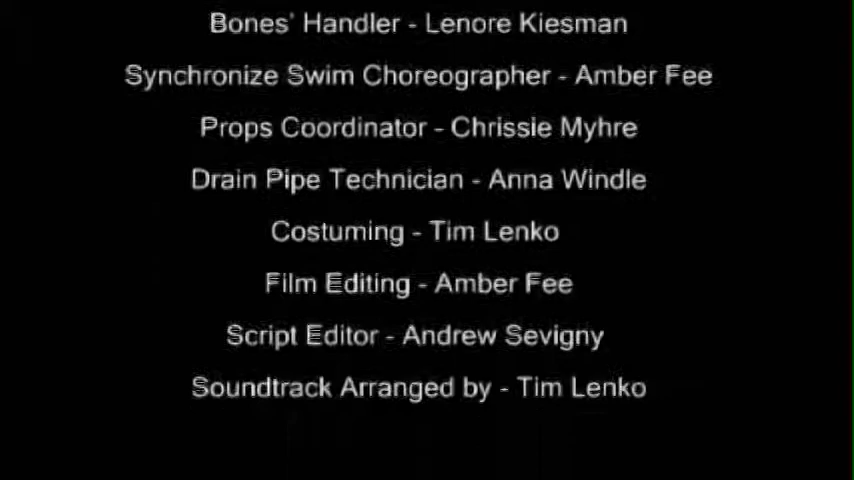 Bones' Handler - Lenore Kiesman
Synchronize Swim Choreographer - Amber Fee
Props Coordinator - Chrissie Myhre
Drain Pipe Technician - Anna Windle
Costuming - Tim Lenko
Film Editing - Amber Fee
Script Editor - Andrew Sevigny
Soundtrack Arranged by - Tim Lenko